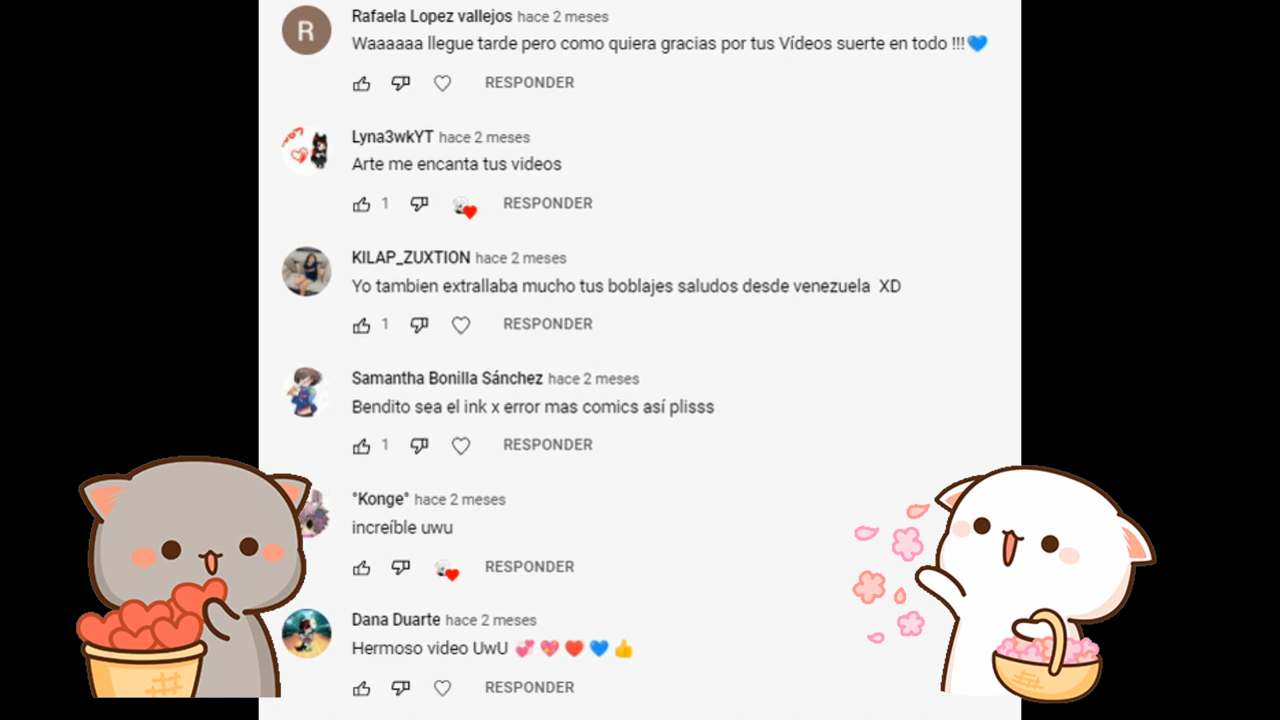 R
Rafaela Lopez vallejos hace 2 meses
Waaaaaa llegue tarde pero como quiera gracias por tus Vídeos suerte en todo !!!💙
RESPONDER
Lyna3wkYT hace 2 meses
Arte me encanta tus videos
1 RESPONDER
KILAP_ZUXTION hace 2 meses
Yo tambien extrallaba mucho tus boblajes saludos desde venezuela XD
1 RESPONDER
Samantha Bonilla Sánchez hace 2 meses
Bendito sea el ink x error mas comics así plisss
1 RESPONDER
°Konge° hace 2 meses
increíble uwu
RESPONDER
Dana Duarte hace 2 meses
Hermoso video UwU 💞 💖 ❤️ 💙 👍
RESPONDER